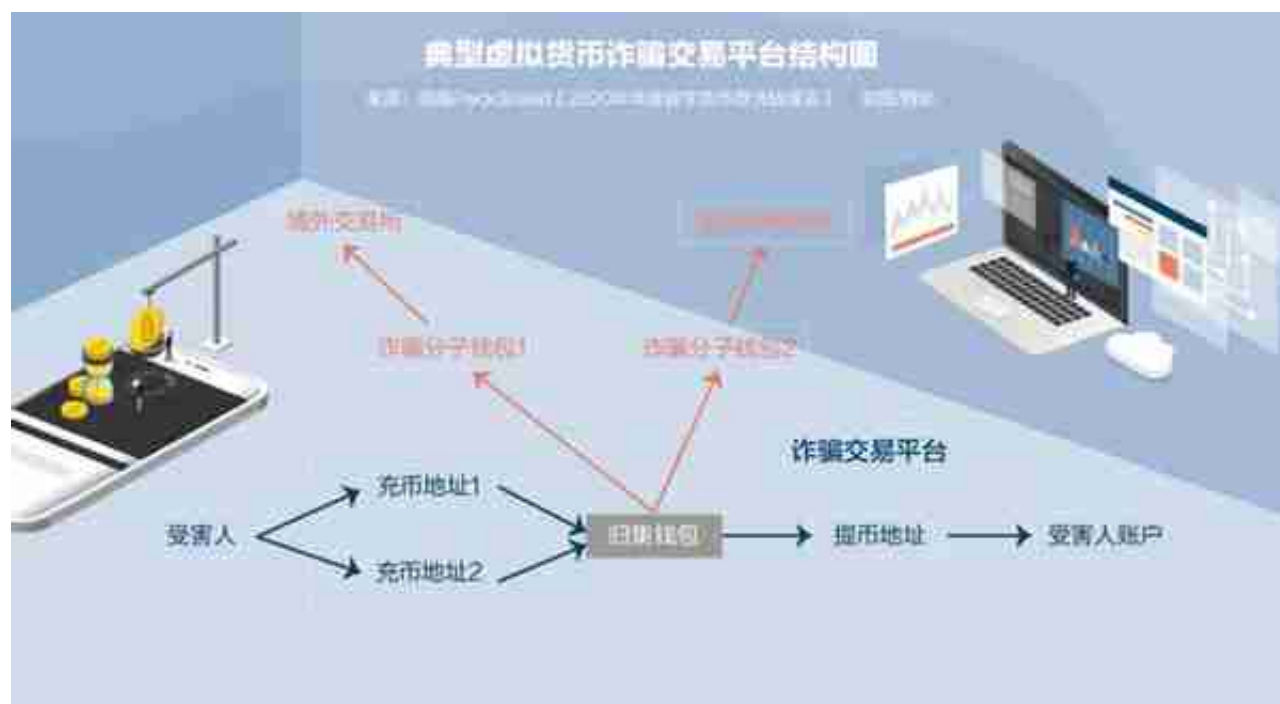 典型虚拟货币诈骗交易平台结构图
来源：
境外交易所
诈骗分子钱包1
诈骗分子钱包2
诈骗交易平台
充币地址1
受害人
归集钱包
提币地址
受害人账户
充币地址2